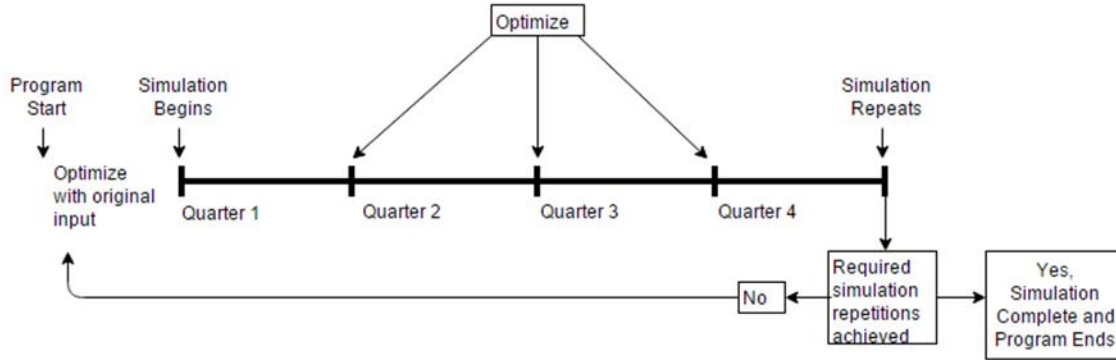 Optimize
Program
Start
Simulation
Begins
Simulation
Repeats
Optimize
with original
input
Quarter 1
Quarter 2
Quarter 3
Quarter 4
No
Required
simulation
repetitions
achieved
Yes,
Simulation
Complete and
Program Ends